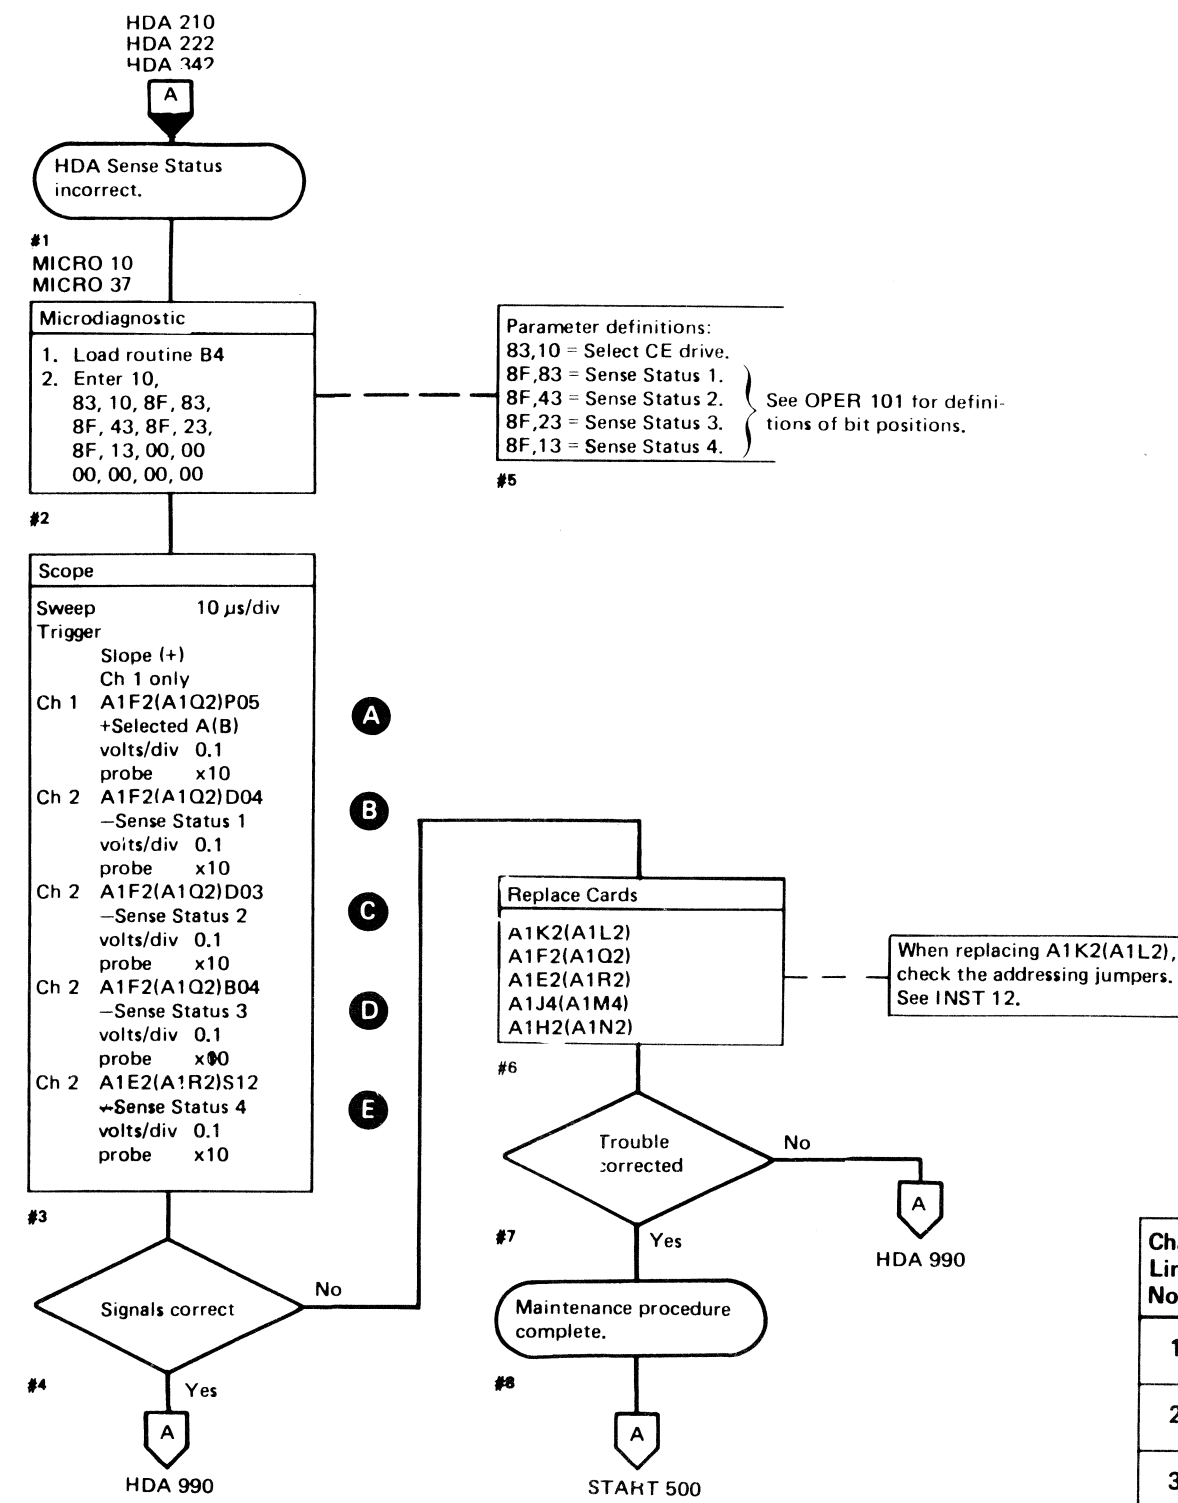 HDA 210
HDA 222
HDA 342
A
HDA Sense Status
incorrect.
#1
MICRO 10
MICRO 37
Microdiagnostic
1. Load routine B4
2. Enter 10,
83, 10, 8F, 83,
8F, 43, 8F, 23,
8F, 13, 00, 00
00, 00, 00, 00
#2
Parameter definitions:
83,10 = Select CE drive.
8F,83 = Sense Status 1.
8F,43 = Sense Status 2.
8F,23 = Sense Status 3.
8F,13 = Sense Status 4.
See OPER 101 for defini-
tions of bit positions.
#5
Scope
Sweep 10 µs/div
Trigger
Slope (+)
Ch 1 only
Ch 1 A1F2(A1Q2)P05
+Selected A(B)
volts/div 0.1
probe x10
A
Ch 2 A1F2(A1Q2)D04
—Sense Status 1
volts/div 0.1
probe x10
B
Ch 2 A1F2(A1Q2)D03
—Sense Status 2
volts/div 0.1
probe x10
C
Ch 2 A1F2(A1Q2)B04
—Sense Status 3
volts/div 0.1
probe x10
D
Ch 2 A1E2(A1R2)S12
Sense Status 4
volts/div 0.1
probe x10
E
#3
Signals correct
No
#4
Yes
A
HDA 990
Replace Cards
A1K2(A1L2)
A1F2(A1Q2)
A1E2(A1R2)
A1J4(A1M4)
A1H2(A1N2)
When replacing A1K2(A1L2),
check the addressing jumpers.
See INST 12.
#6
Trouble
corrected
No
A
HDA 990
#7
Yes
Maintenance procedure
complete.
#8
A
START 500
1
2
3